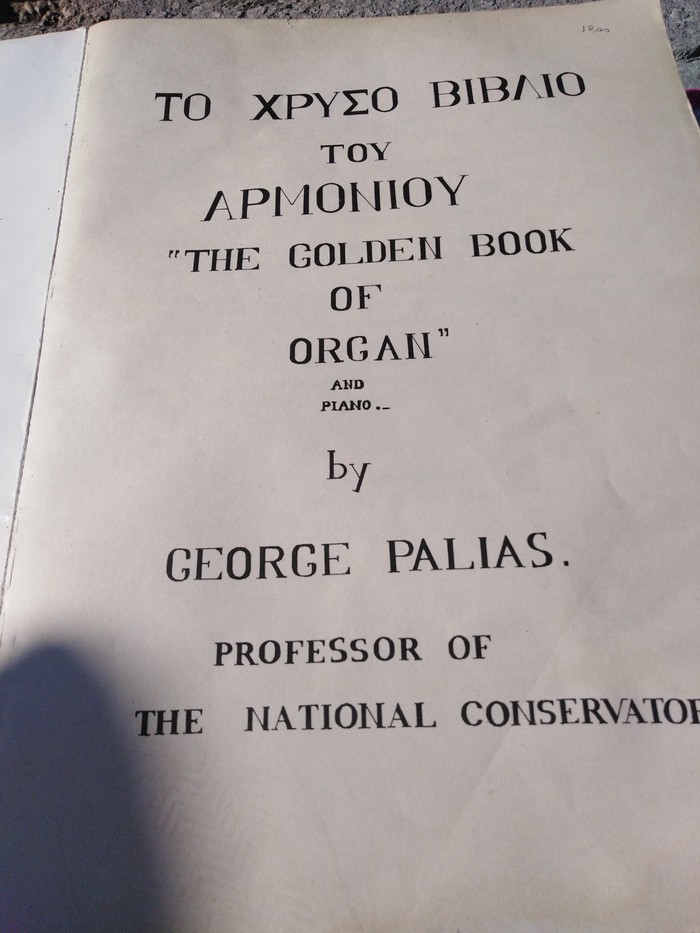 ΤΟ ΧΡΥΣΟ ΒΙΒΛΙΟ
ΤΟΥ
ΑΡΜΟΝΙΟΥ
"THE GOLDEN BOOK
OF
ORGAN"
AND
PIANO.–
by
GEORGE PALIAS.
PROFESSOR OF
THE NATIONAL CONSERVATOR